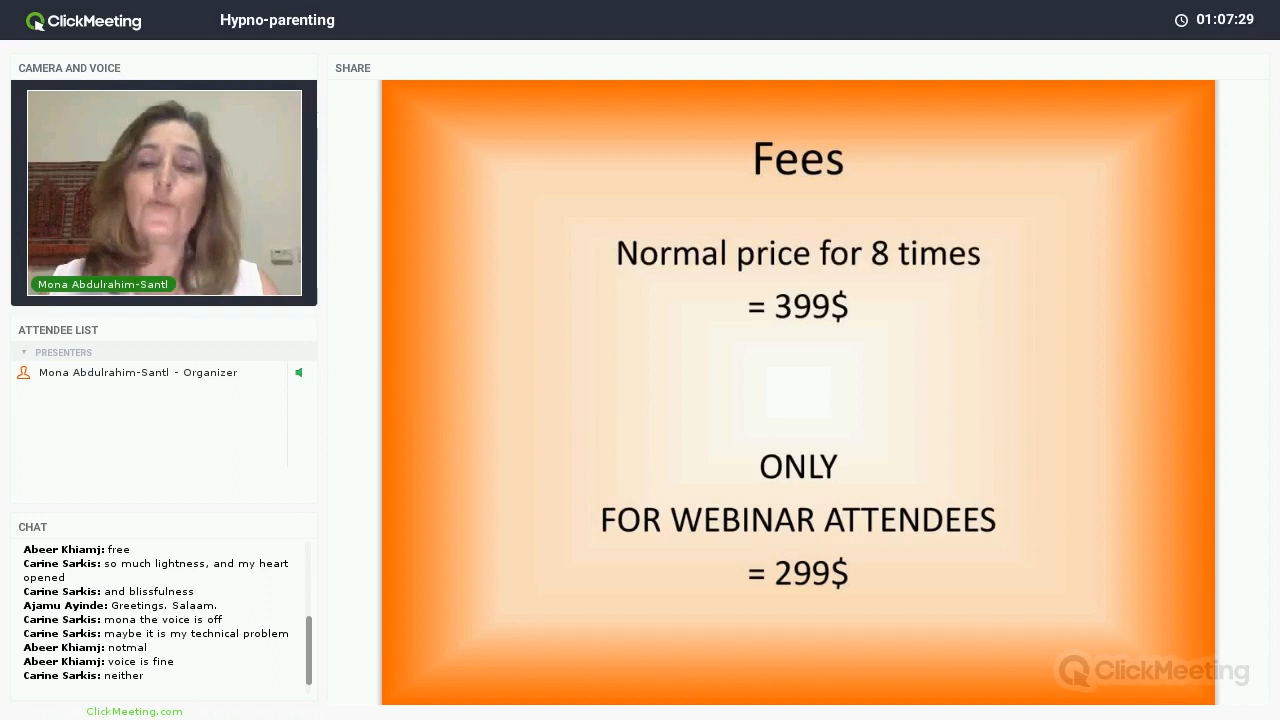 ClickMeeting
Hypno-parenting
01:07:29
CAMERA AND VOICE
Mona Abdulrahim-Santl
ATTENDEE LIST
PRESENTERS
Mona Abdulrahim-Santl - Organizer
CHAT
Abeer Khiamj: free
Carine Sarkis: so much lightness, and my heart
opened
Carine Sarkis: and blissfulness
Ajamu Ayinde: Greetings. Salaam.
Carine Sarkis: mona the voice is off
Carine Sarkis: maybe it is my technical problem
Abeer Khiamj: notmal
Abeer Khiamj: voice is fine
Carine Sarkis: neither
ClickMeeting.com
SHARE
Fees
Normal price for 8 times
= 399$
ONLY
FOR WEBINAR ATTENDEES
= 299$
ClickMeeting